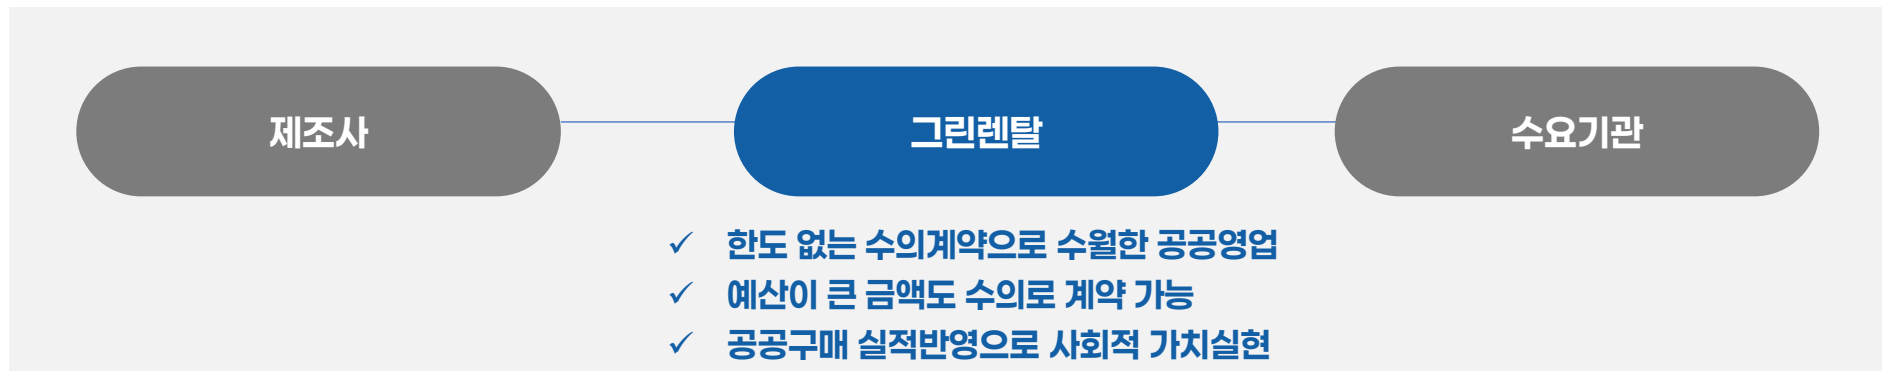 제조사
그린렌탈
수요기관
✓ 한도 없는 수의계약으로 수월한 공공영업
✓ 예산이 큰 금액도 수의로 계약 가능
✓ 공공구매 실적반영으로 사회적 가치실현